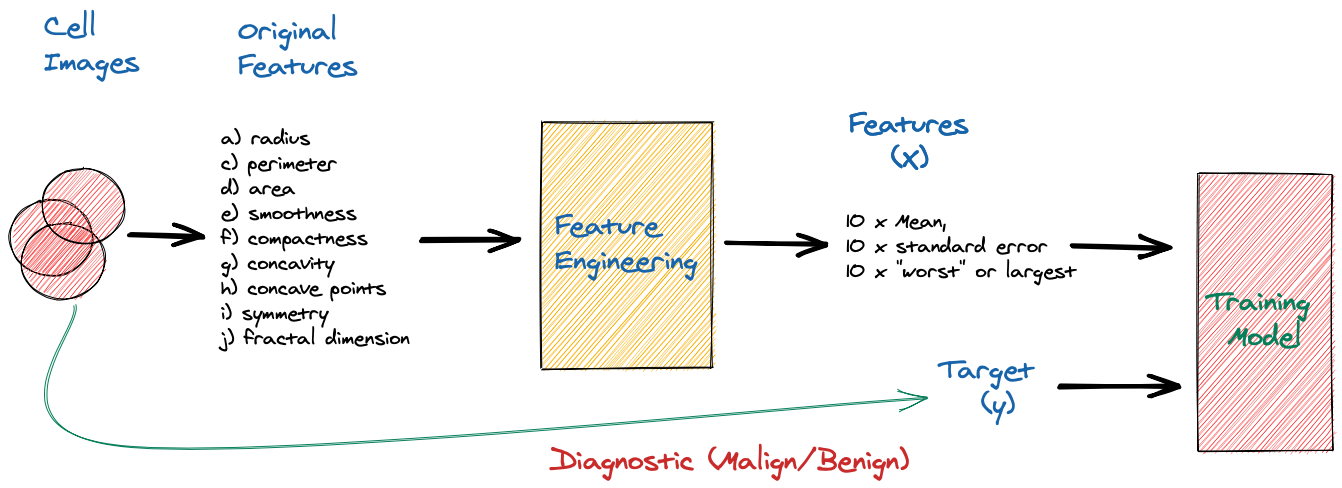 Cell
Images
Original
Features
a) radius
c) perimeter
d) area
e) smoothness
f) compactness
g) concavity
h) concave points
i) symmetry
j) fractal dimension
Feature
Engineering
Features
(x)
10 x Mean,
10 x standard error
10 x "worst" or largest
Training
Model
Target
(y)
Diagnostic (Malign/Benign)